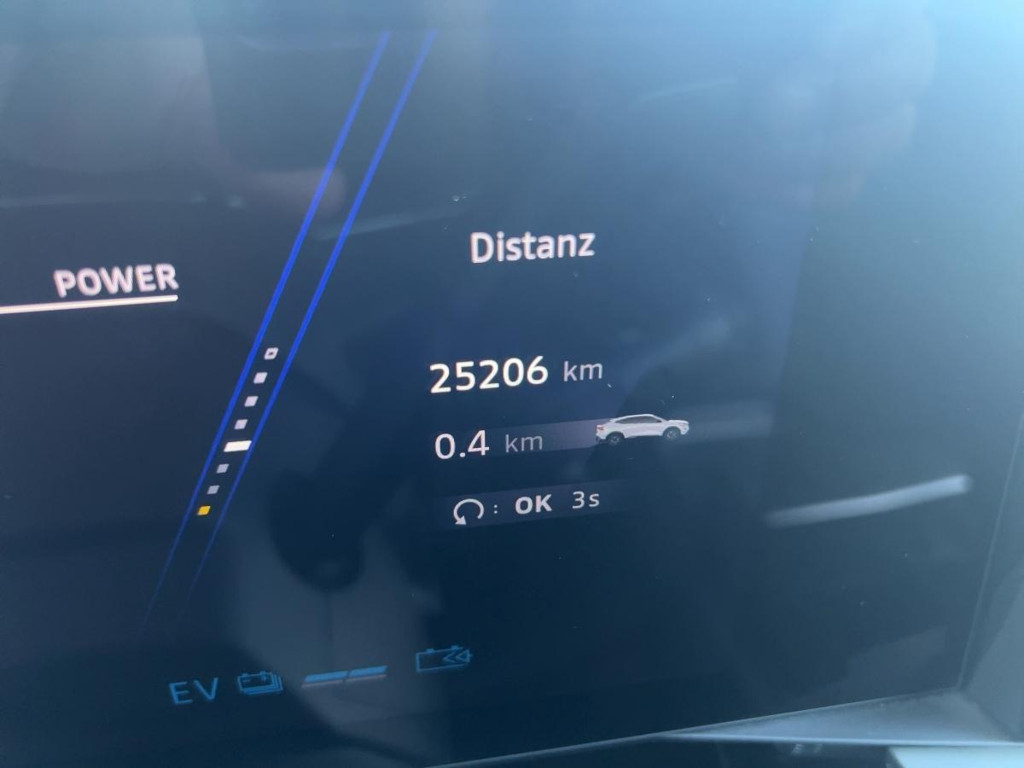 Distanz
POWER
25206 km
0.4 km
: OK 3s
EV